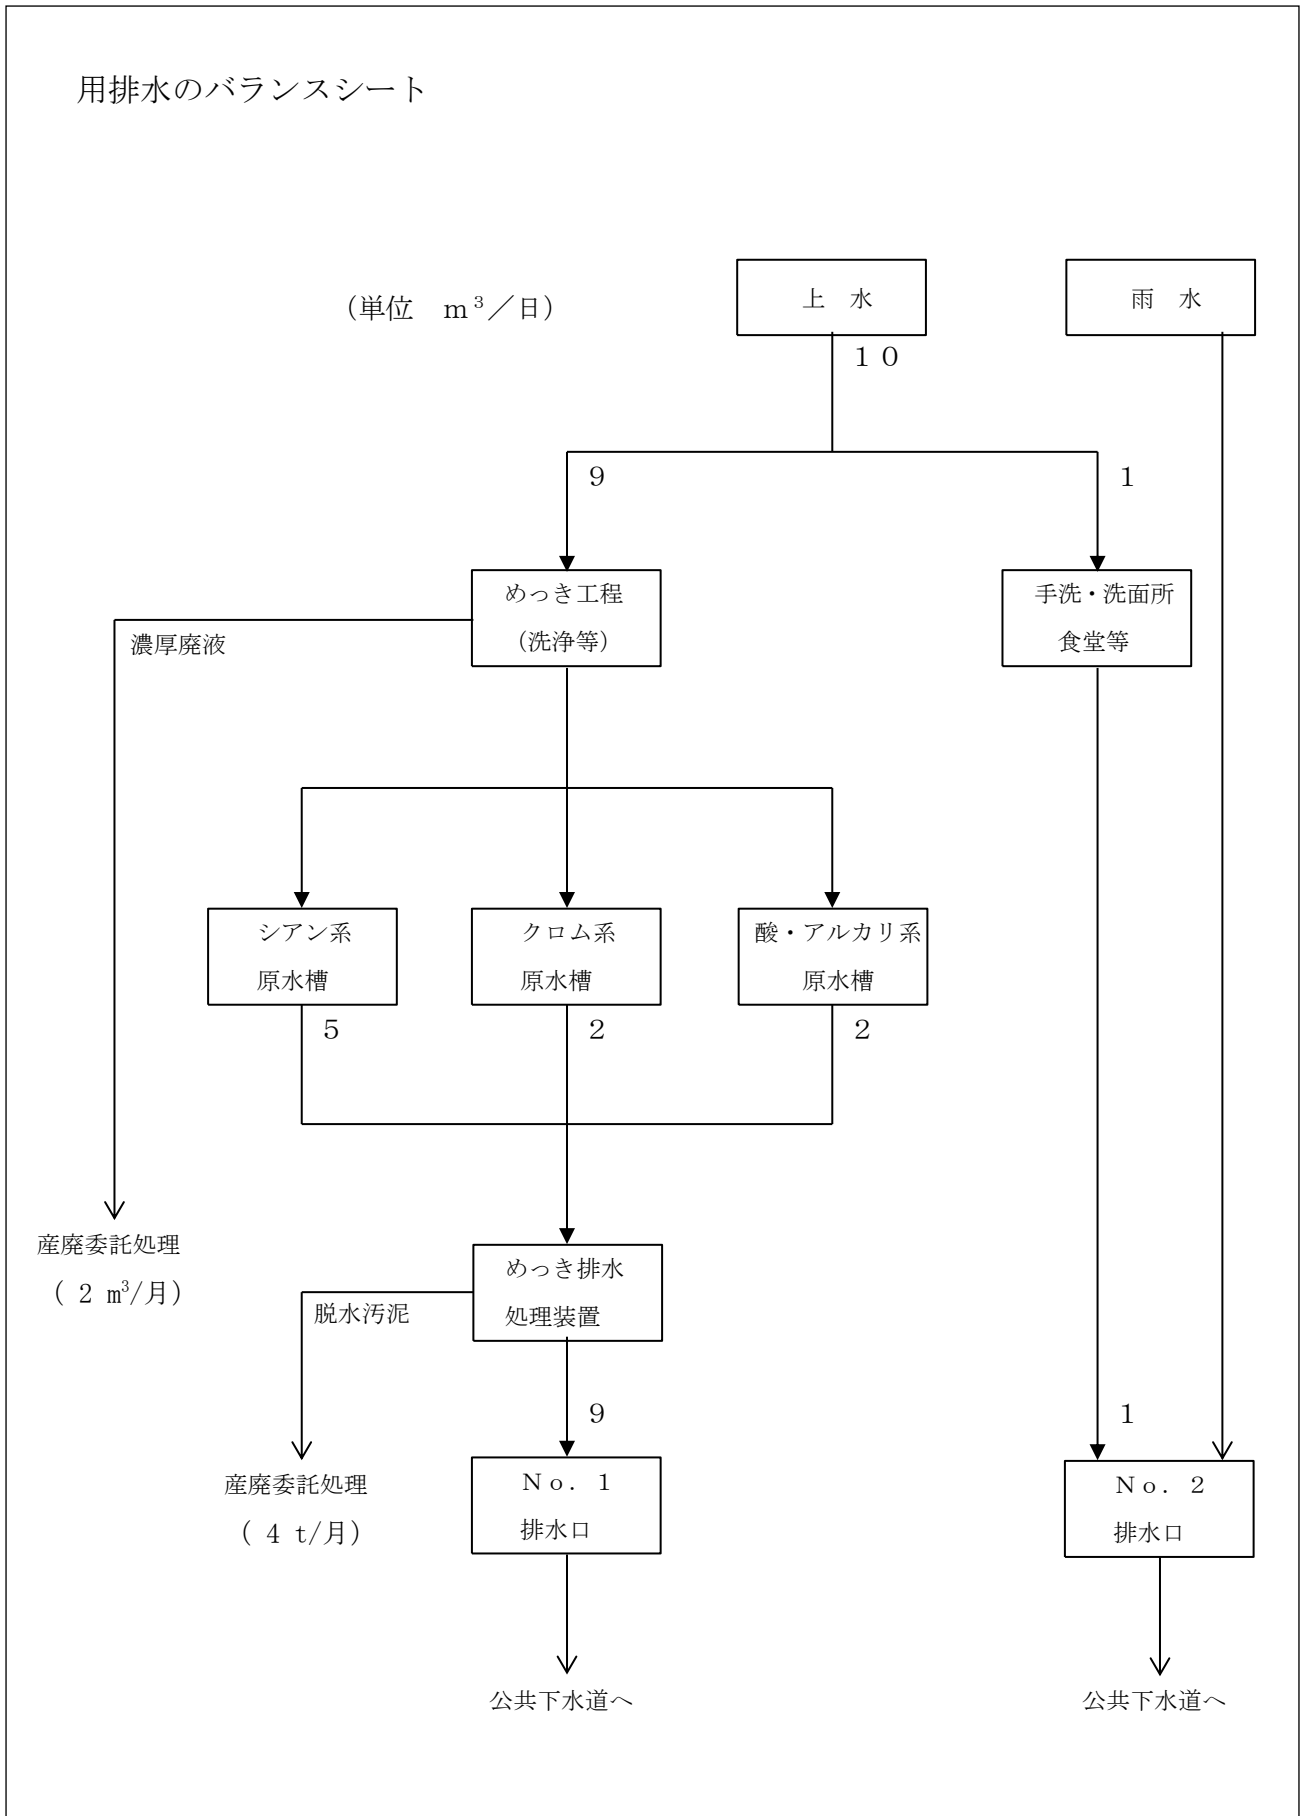 用排水のバランスシート
（単位　ｍ³／日）
上　水
雨　水
１０
９
１
めっき工程
（洗浄等）
手洗・洗面所
食堂等
濃厚廃液
シアン系
原水槽
クロム系
原水槽
酸・アルカリ系
原水槽
５
２
２
産廃委託処理
（ 2 m³/月）
めっき排水
処理装置
脱水汚泥
９
１
産廃委託処理
（ 4 t/月）
Ｎｏ．１
排水口
Ｎｏ．２
排水口
公共下水道へ
公共下水道へ